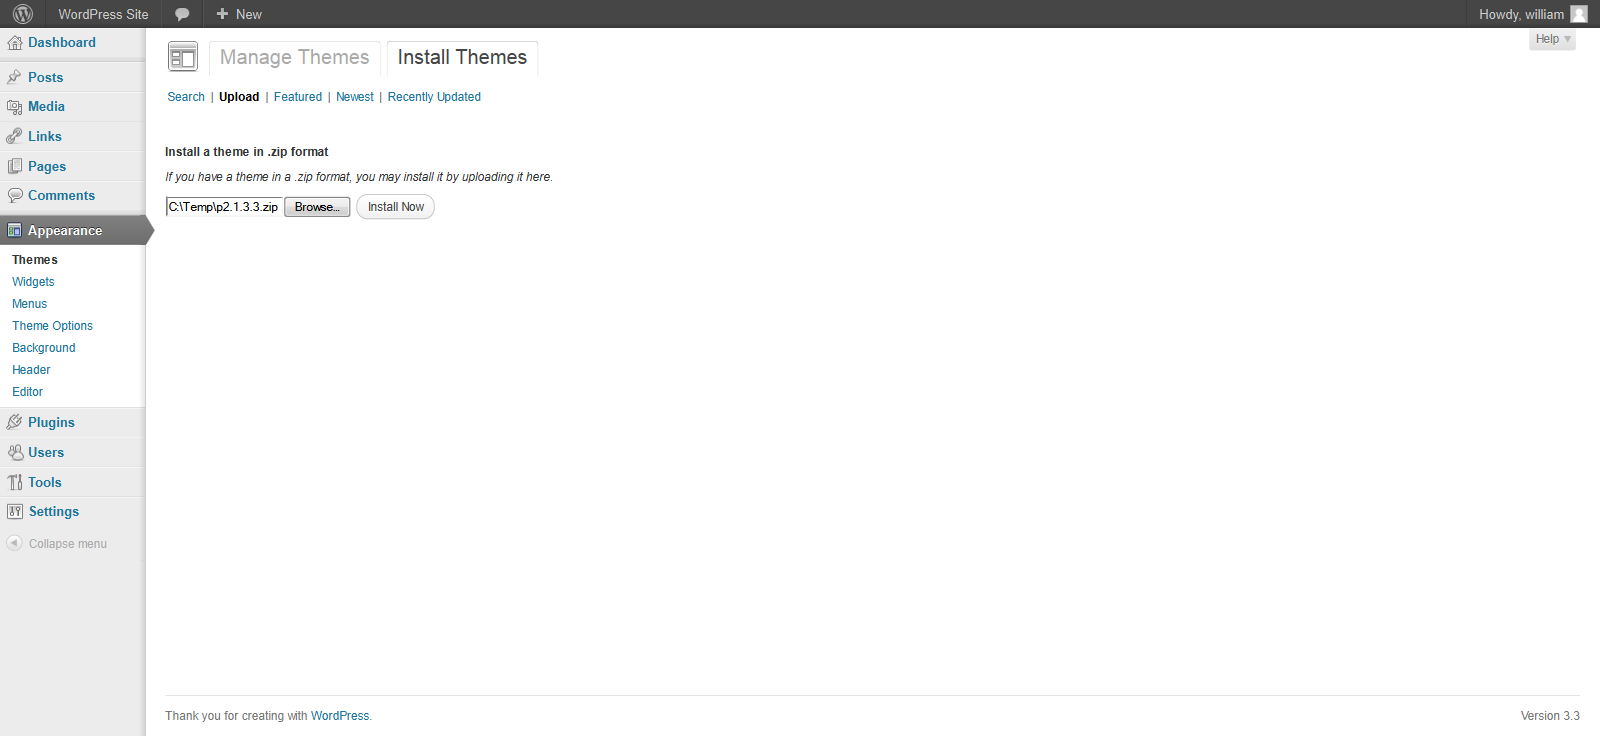 WordPress Site
New
Howdy, william
Dashboard
Posts
Media
Links
Pages
Comments
Appearance
Themes
Widgets
Menus
Theme Options
Background
Header
Editor
Plugins
Users
Tools
Settings
Collapse menu
Help
Manage Themes Install Themes
Search | Upload | Featured | Newest | Recently Updated
Install a theme in .zip format
If you have a theme in a .zip format, you may install it by uploading it here.
C:\Temp\p2.1.3.3.zip Browse... Install Now
Thank you for creating with WordPress. Version 3.3